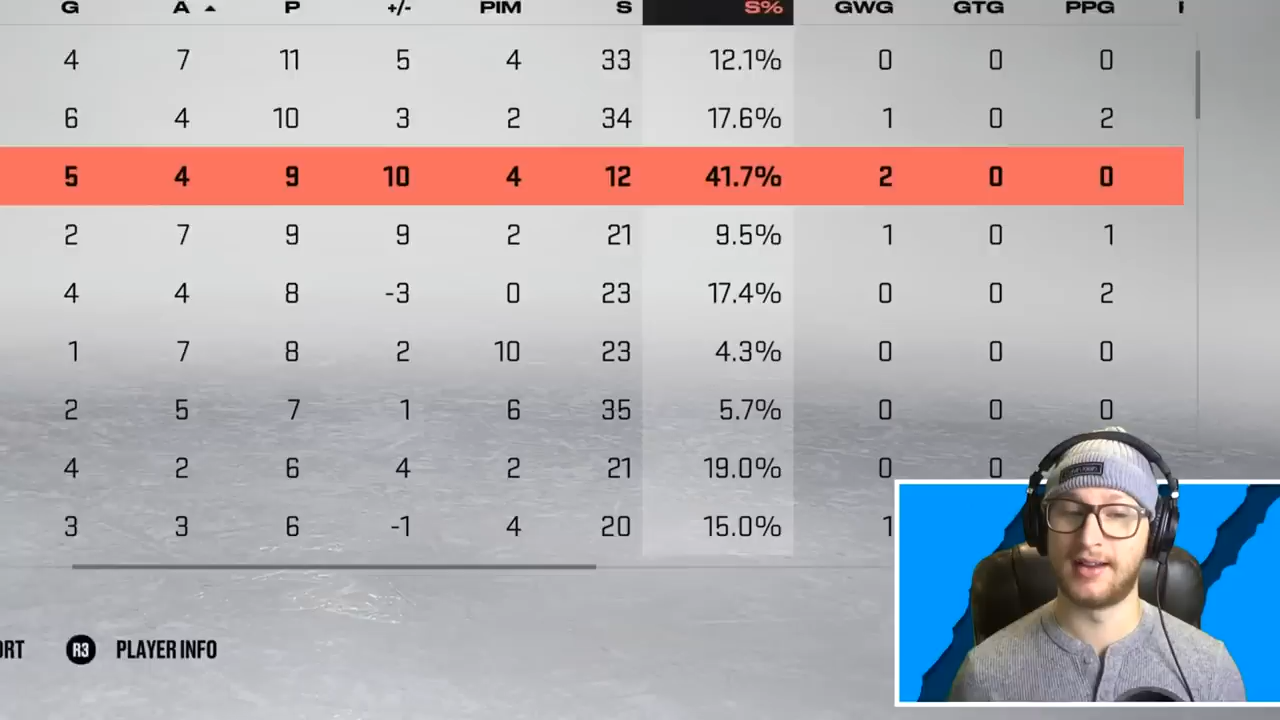 G A P +/- PIM S S% GWG GTG PPG
4 7 11 5 4 33 12.1% 0 0 0
6 4 10 3 2 34 17.6% 1 0 2
5 4 9 10 4 12 41.7% 2 0 0
2 7 9 9 2 21 9.5% 1 0 1
4 4 8 -3 0 23 17.4% 0 0 2
1 7 8 2 10 23 4.3% 0 0 0
2 5 7 1 6 35 5.7% 0 0 0
4 2 6 4 2 21 19.0% 0 0
3 3 6 -1 4 20 15.0% 1
ORT R3 PLAYER INFO